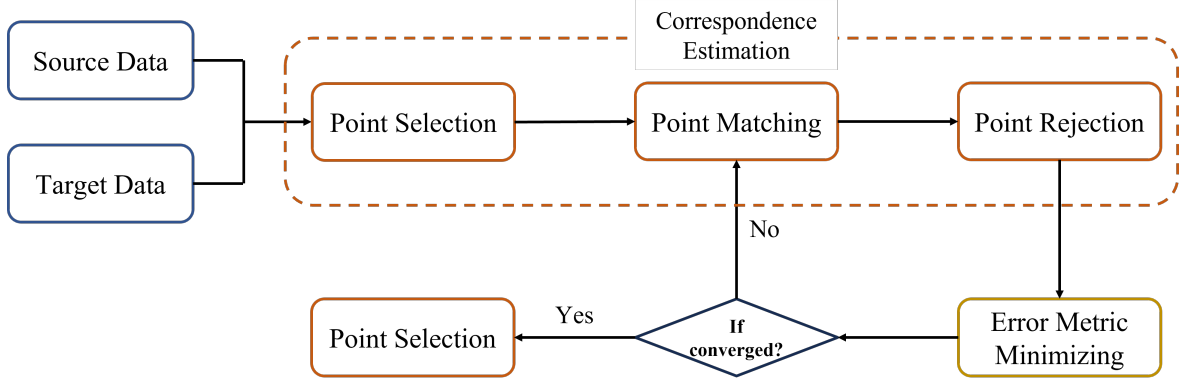 Correspondence
Estimation
Source Data
Target Data
Point Selection
Point Matching
Point Rejection
No
Yes
Point Selection
If
converged?
Error Metric
Minimizing